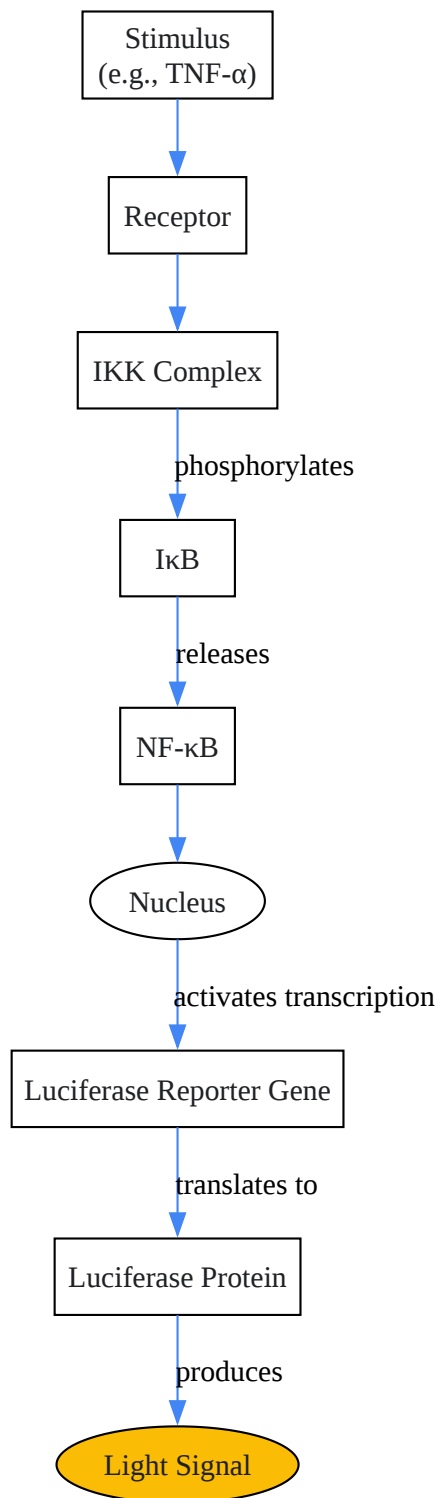 Stimulus
(e.g., TNF-α)
Receptor
IKK Complex
phosphorylates
IκB
releases
NF-κB
Nucleus
activates transcription
Luciferase Reporter Gene
translates to
Luciferase Protein
produces
Light Signal